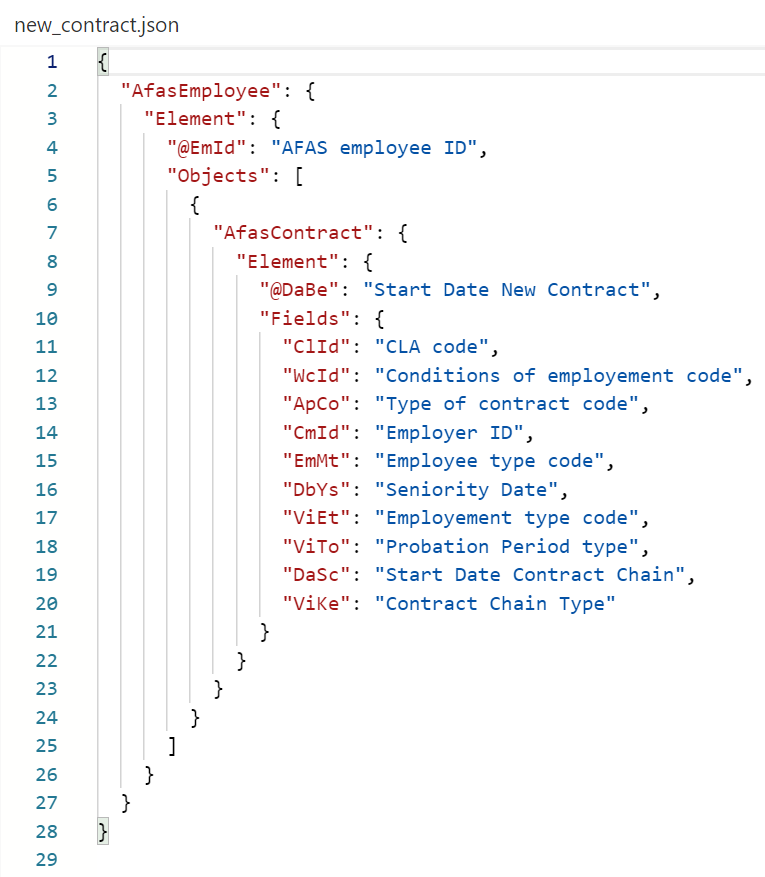 new_contract.json
1 {
2 "AfasEmployee": {
3 "Element": {
4 "@EmId": "AFAS employee ID",
5 "Objects": [
6 {
7 "AfasContract": {
8 "Element": {
9 "@DaBe": "Start Date New Contract",
10 "Fields": {
11 "ClId": "CLA code",
12 "WcId": "Conditions of employement code",
13 "ApCo": "Type of contract code",
14 "CmId": "Employer ID",
15 "EmMt": "Employee type code",
16 "DbYs": "Seniority Date",
17 "ViEt": "Employement type code",
18 "ViTo": "Probation Period type",
19 "DaSc": "Start Date Contract Chain",
20 "ViKe": "Contract Chain Type"
21 }
22 }
23 }
24 }
25 ]
26 }
27 }
28 }
29